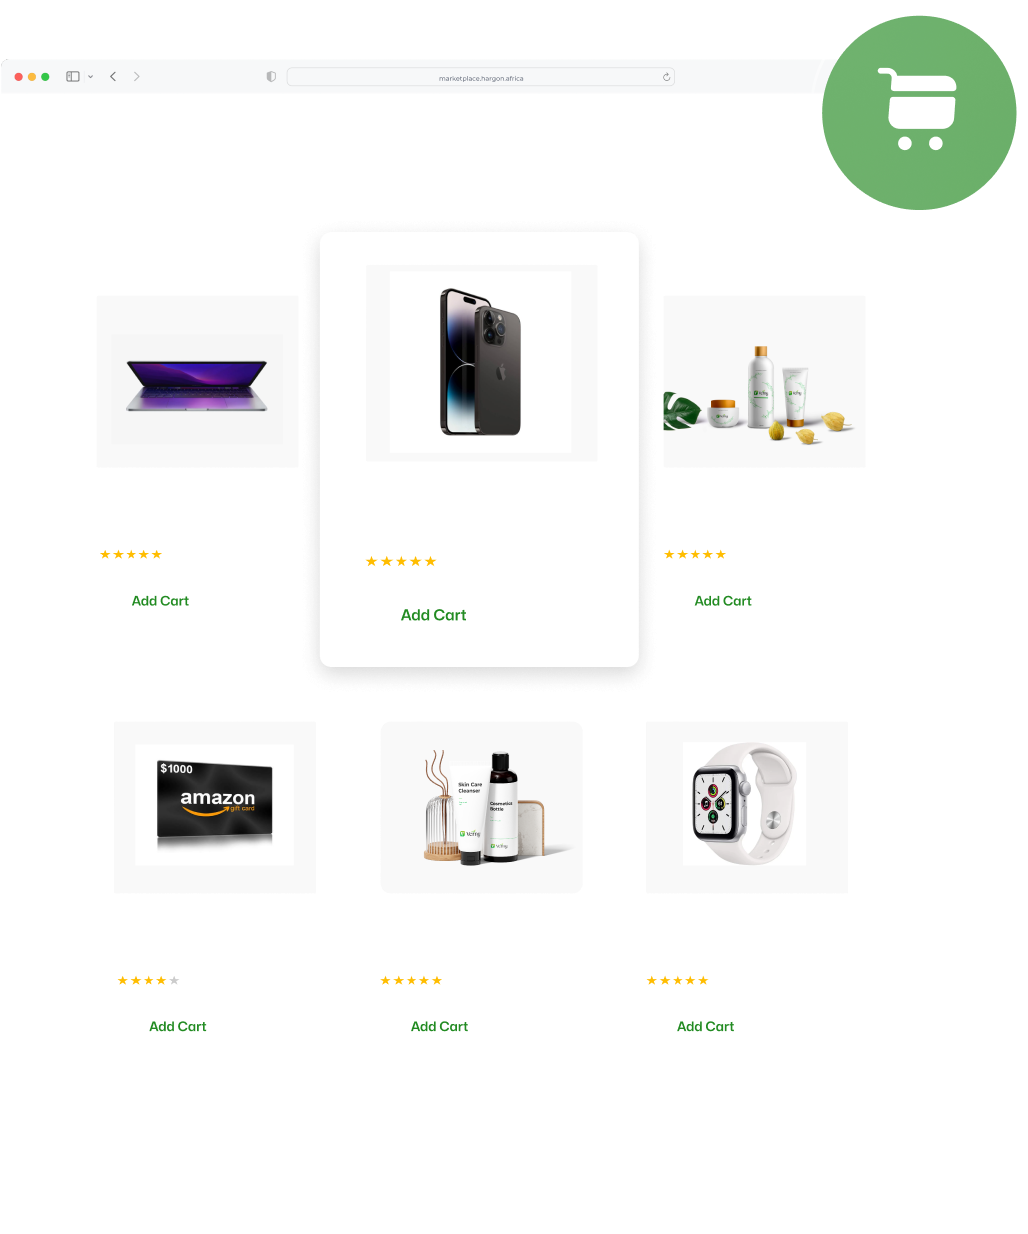 marketplace.hargon.africa
Add Cart
Add Cart
Add Cart
$1000
amazon
gift card
Skin Care
Cleanser
Cosmetics
Bottle
Add Cart
Add Cart
Add Cart